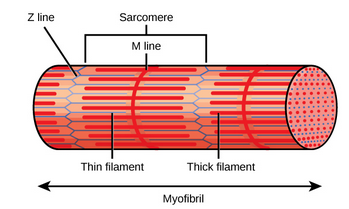 Z line
Sarcomere
M line
Thin filament
Thick filament
Myofibril